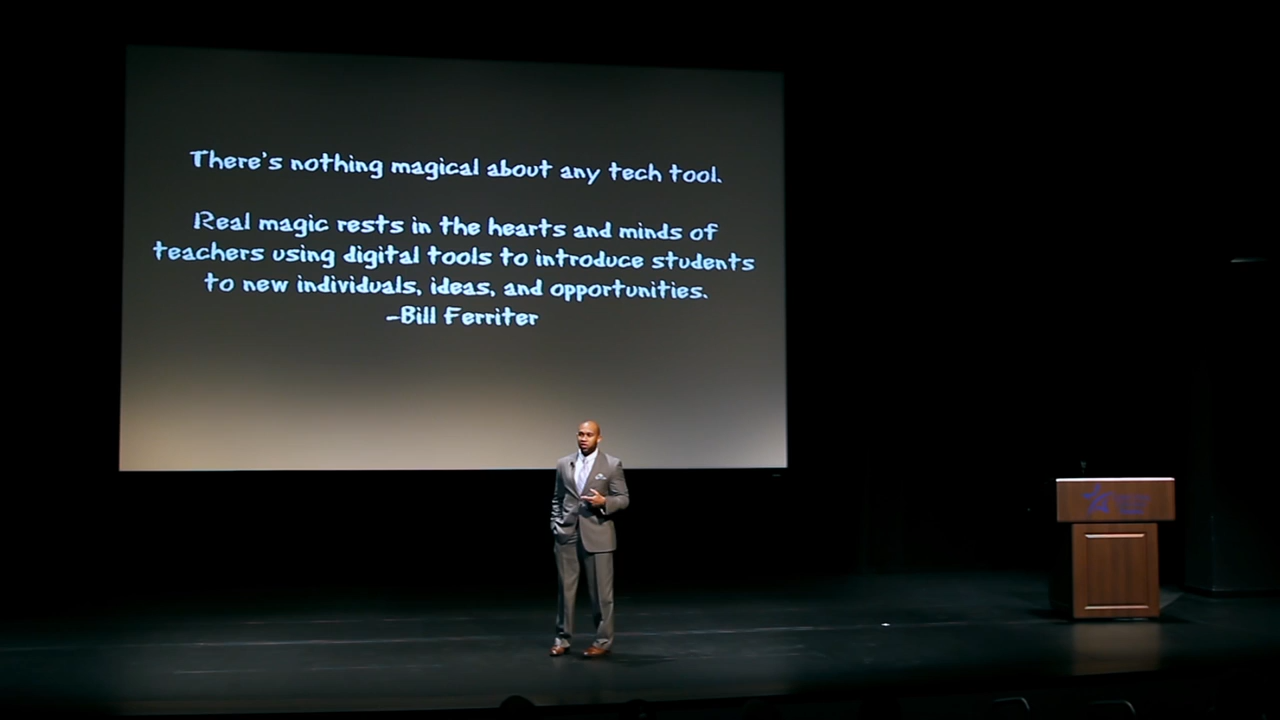 There's nothing magical about any tech tool.
Real magic rests in the hearts and minds of
teachers using digital tools to introduce students
to new individuals, ideas, and opportunities.
-Bill Ferriter